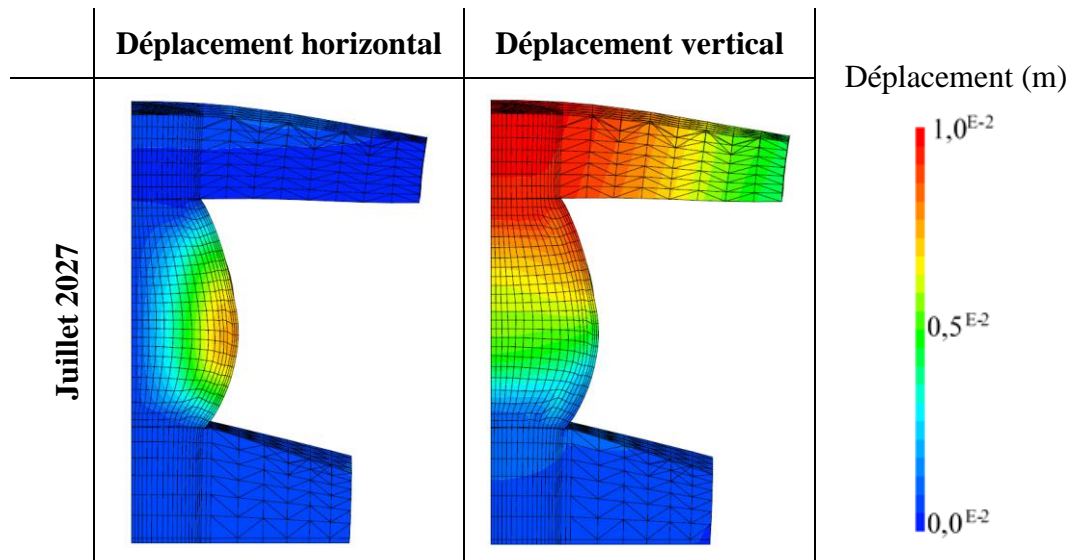 Déplacement horizontal
Déplacement vertical
Déplacement (m)
Juillet 2027
1,0E-2
0,5E-2
0,0E-2